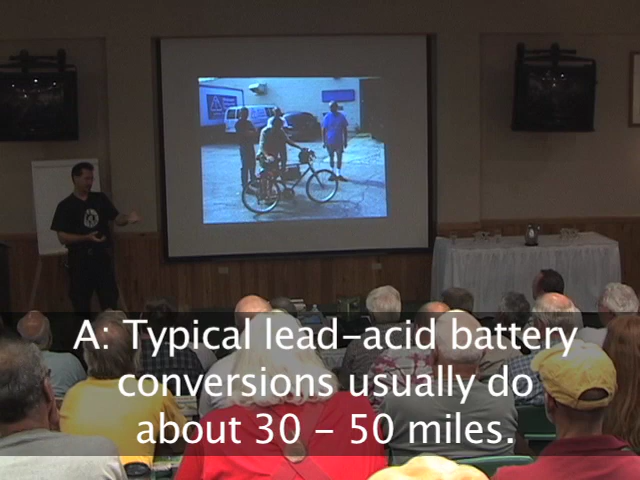 A: Typical lead-acid battery
conversions usually do
about 30 - 50 miles.